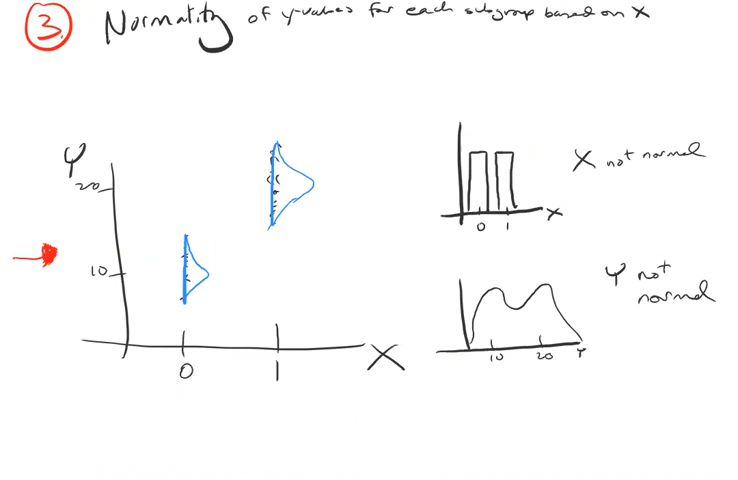 3. Normality of y-values for each subgroup based on X
Y
20
10
0
1
X
X not normal
0 1 X
Y not
normal
10 20 Y